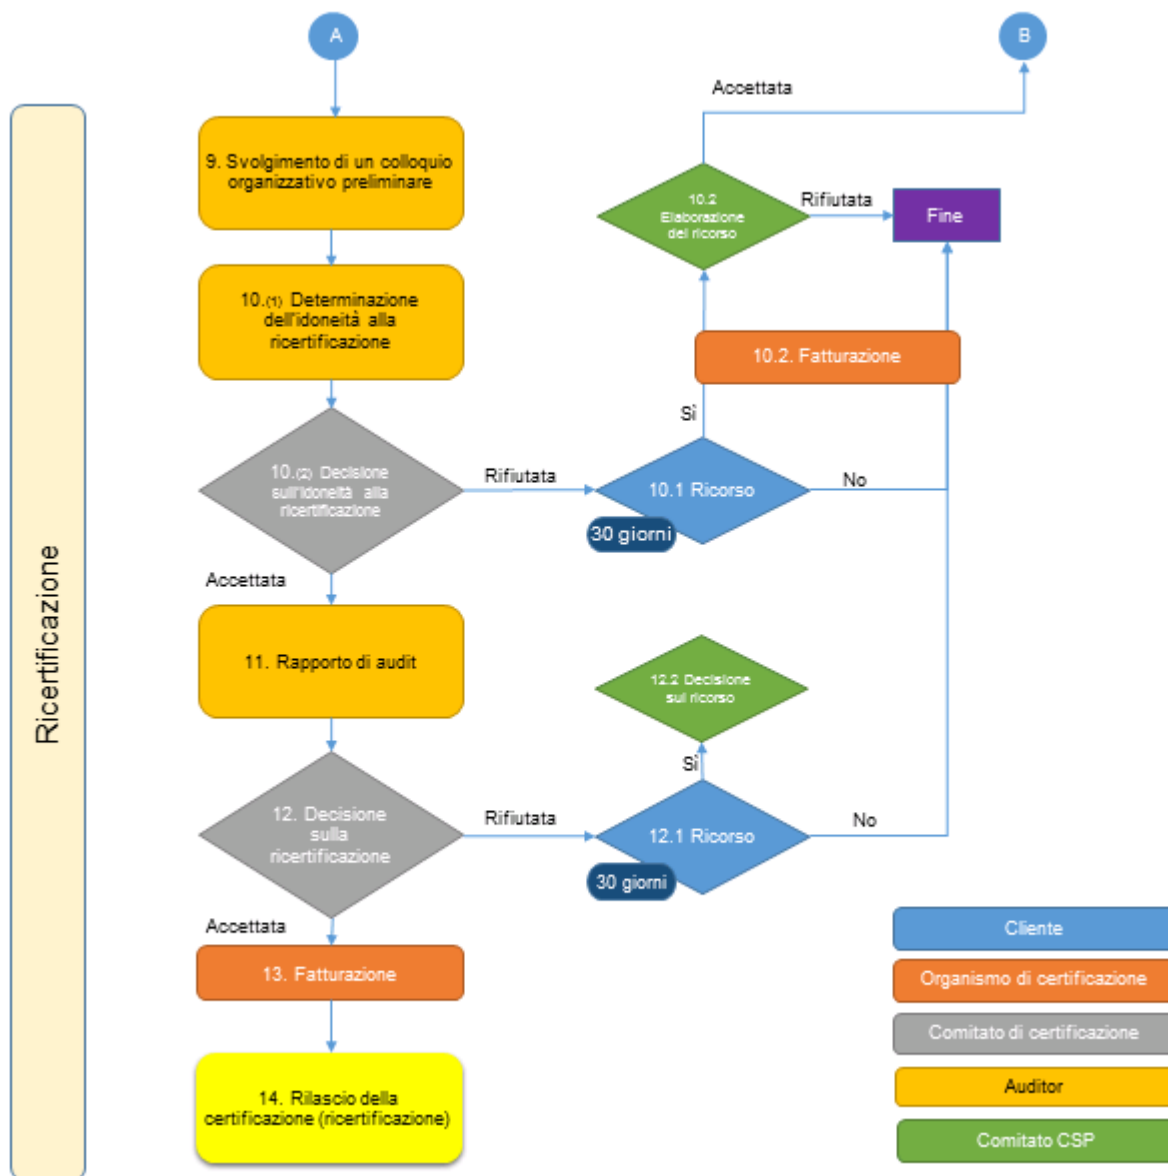 A
B
Accettata
9. Svolgimento di un colloquio
organizzativo preliminare
10.2
Elaborazione
del ricorso
Rifiutata
Fine
10.(1) Determinazione
dell'idoneità alla
ricertificazione
10.2. Fatturazione
Sì
10.(2) Decisione
sull'idoneità alla
ricertificazione
Rifiutata
10.1 Ricorso
No
30 giorni
Accettata
11. Rapporto di audit
12.2 Decisione
sul ricorso
Sì
12. Decisione
sulla
ricertificazione
Rifiutata
12.1 Ricorso
No
30 giorni
Accettata
13. Fatturazione
14. Rilascio della
certificazione (ricertificazione)
Ricertificazione
Cliente
Organismo di certificazione
Comitato di certificazione
Auditor
Comitato CSP